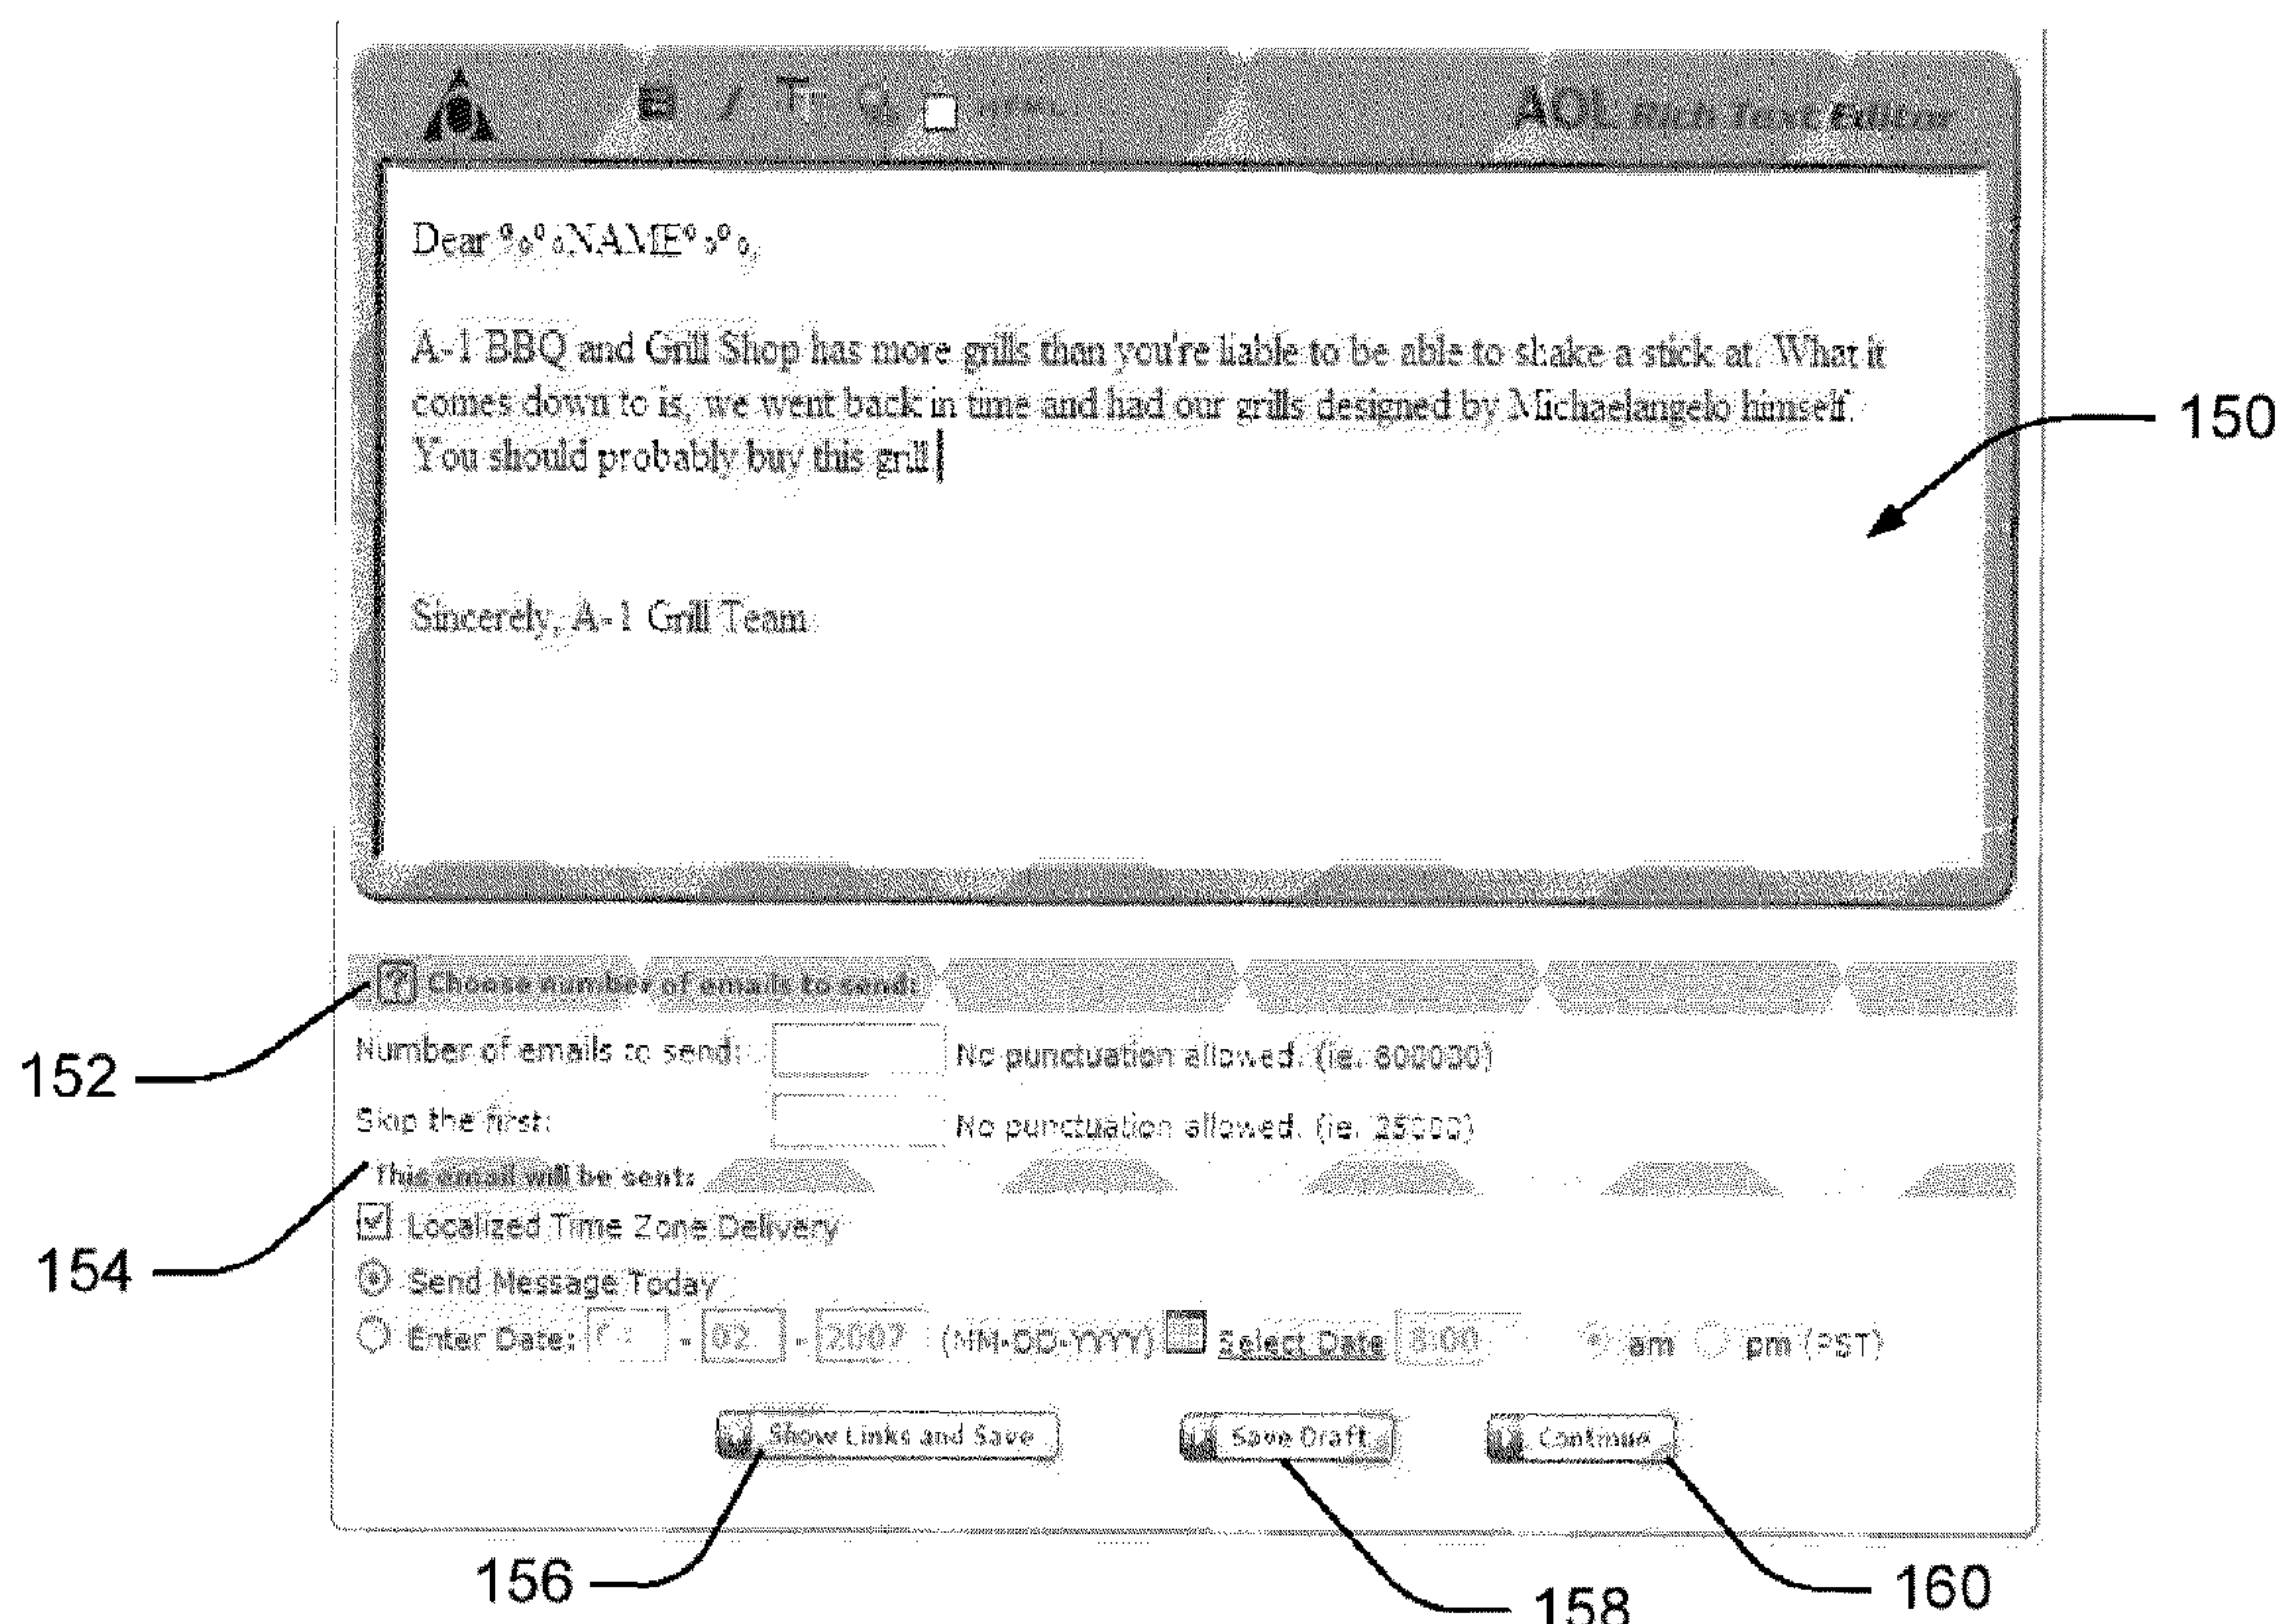 AOL Rich Text Editor
Dear %%NAME%%,
A-1 BBQ and Grill Shop has more grills than you're liable to be able to shake a stick at. What it
comes down to is, we went back in time and had our grills designed by Michaelangelo himself.
You should probably buy this grill
150
Sincerely, A-1 Grill Team
? Choose number of emails to send:
152
Number of emails to send: No punctuation allowed. (ie. 800000)
Skip the first: No punctuation allowed. (ie. 25000)
This email will be sent:
154
Localized Time Zone Delivery
Send Message Today
Enter Date: - 02 - 2007 (MM-DD-YYYY) Select Date 8:00 am pm (PST)
Show Links and Save Save Draft Continue
156 158 160